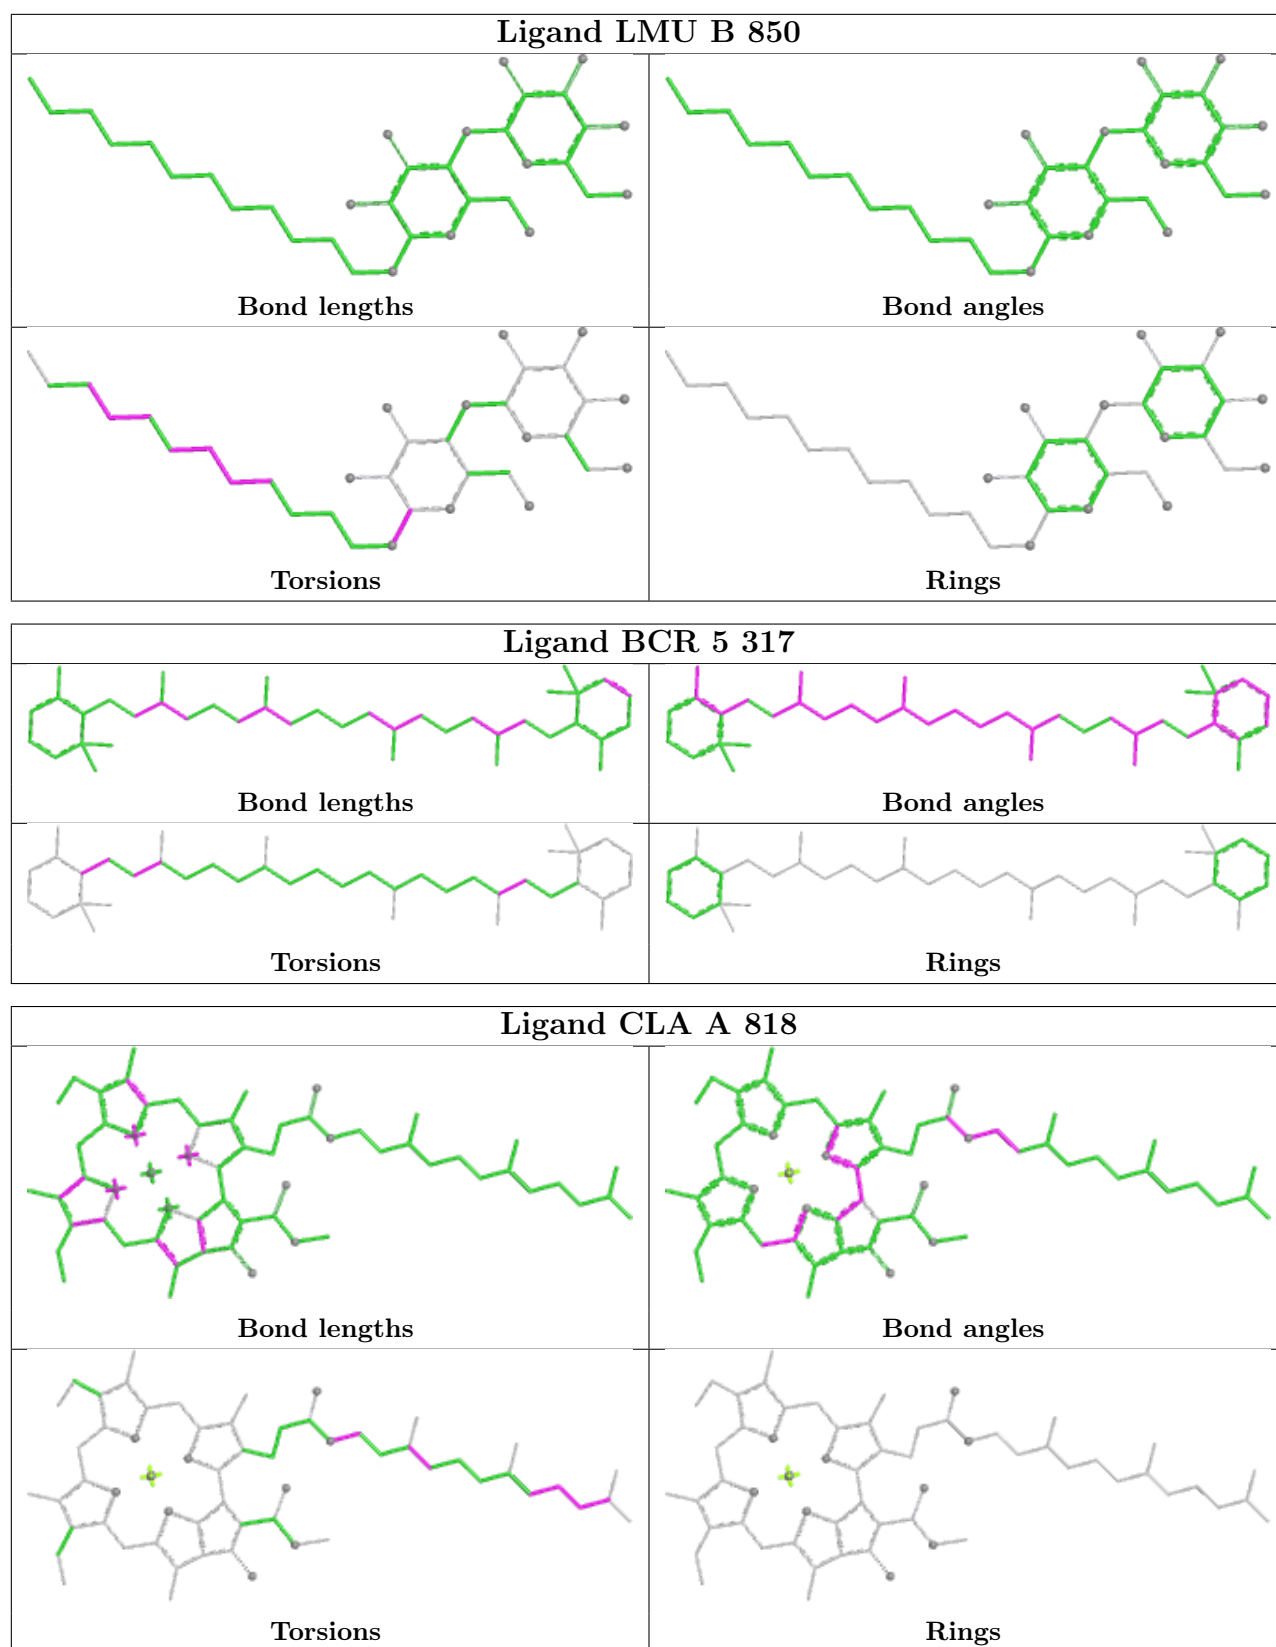 Ligand LMU B 850
Bond lengths
Bond angles
Torsions
Rings
Ligand BCR 5 317
Bond lengths
Bond angles
Torsions
Rings
Ligand CLA A 818
Bond lengths
Bond angles
Torsions
Rings